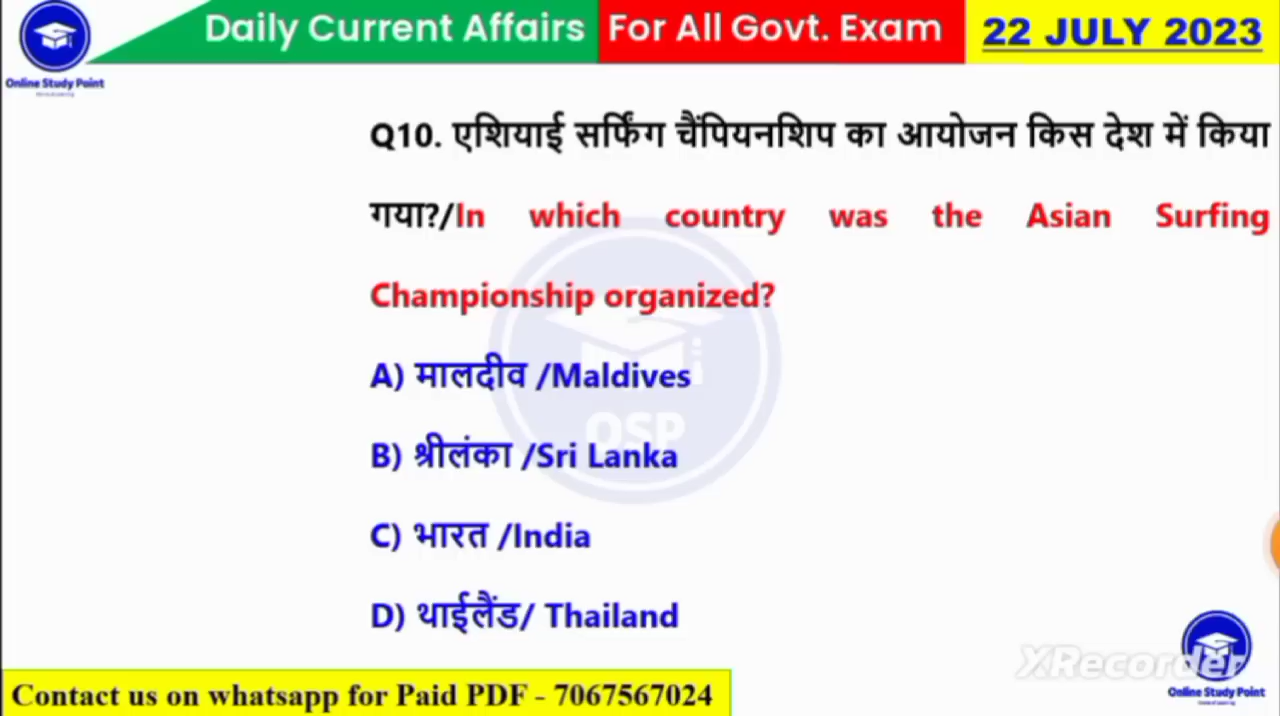 Daily Current Affairs For All Govt. Exam 22 JULY 2023
Online Study Point
Q10. एशियाई सर्फिंग चैंपियनशिप का आयोजन किस देश में किया
गया?/In which country was the Asian Surfing
Championship organized?
A) मालदीव /Maldives
B) श्रीलंका /Sri Lanka
OSP
C) भारत /India
D) थाईलैंड/ Thailand
XRecorder
Online Study Point
Contact us on whatsapp for Paid PDF - 7067567024